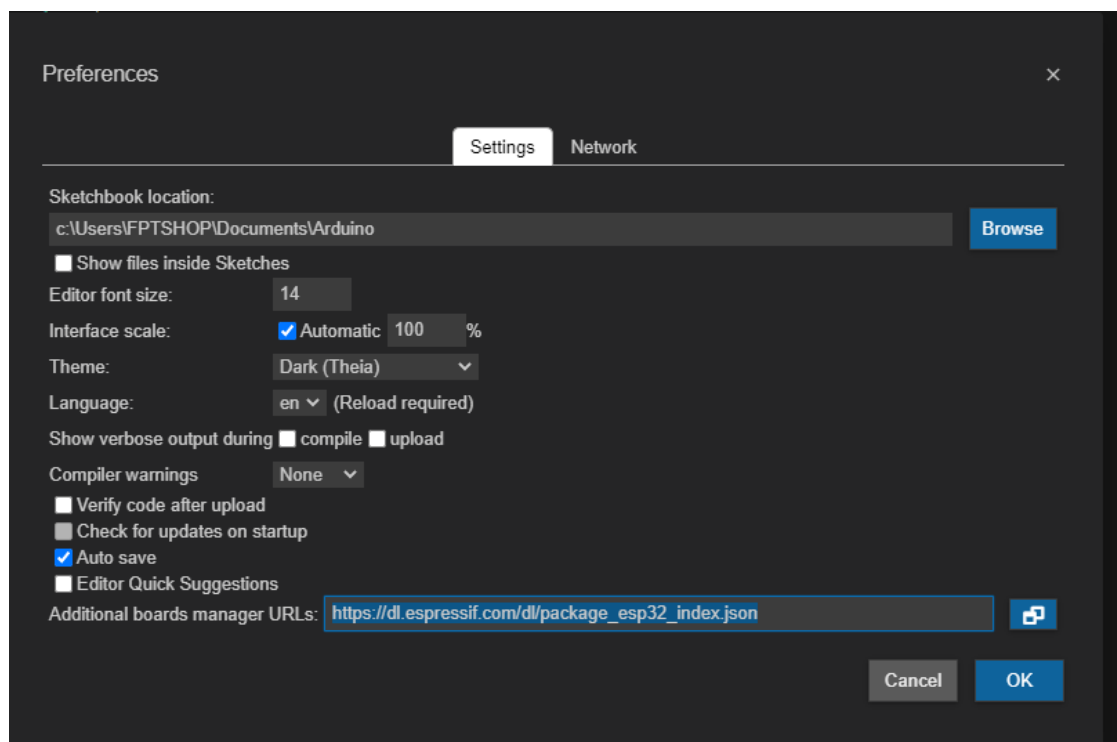 Preferences ×
Settings Network
Sketchbook location:
c:\Users\FPTSHOP\Documents\Arduino Browse
Show files inside Sketches
Editor font size: 14
Interface scale: Automatic 100 %
Theme: Dark (Theia)
Language: en (Reload required)
Show verbose output during compile upload
Compiler warnings None
Verify code after upload
Check for updates on startup
Auto save
Editor Quick Suggestions
Additional boards manager URLs: https://dl.espressif.com/dl/package_esp32_index.json
Cancel OK